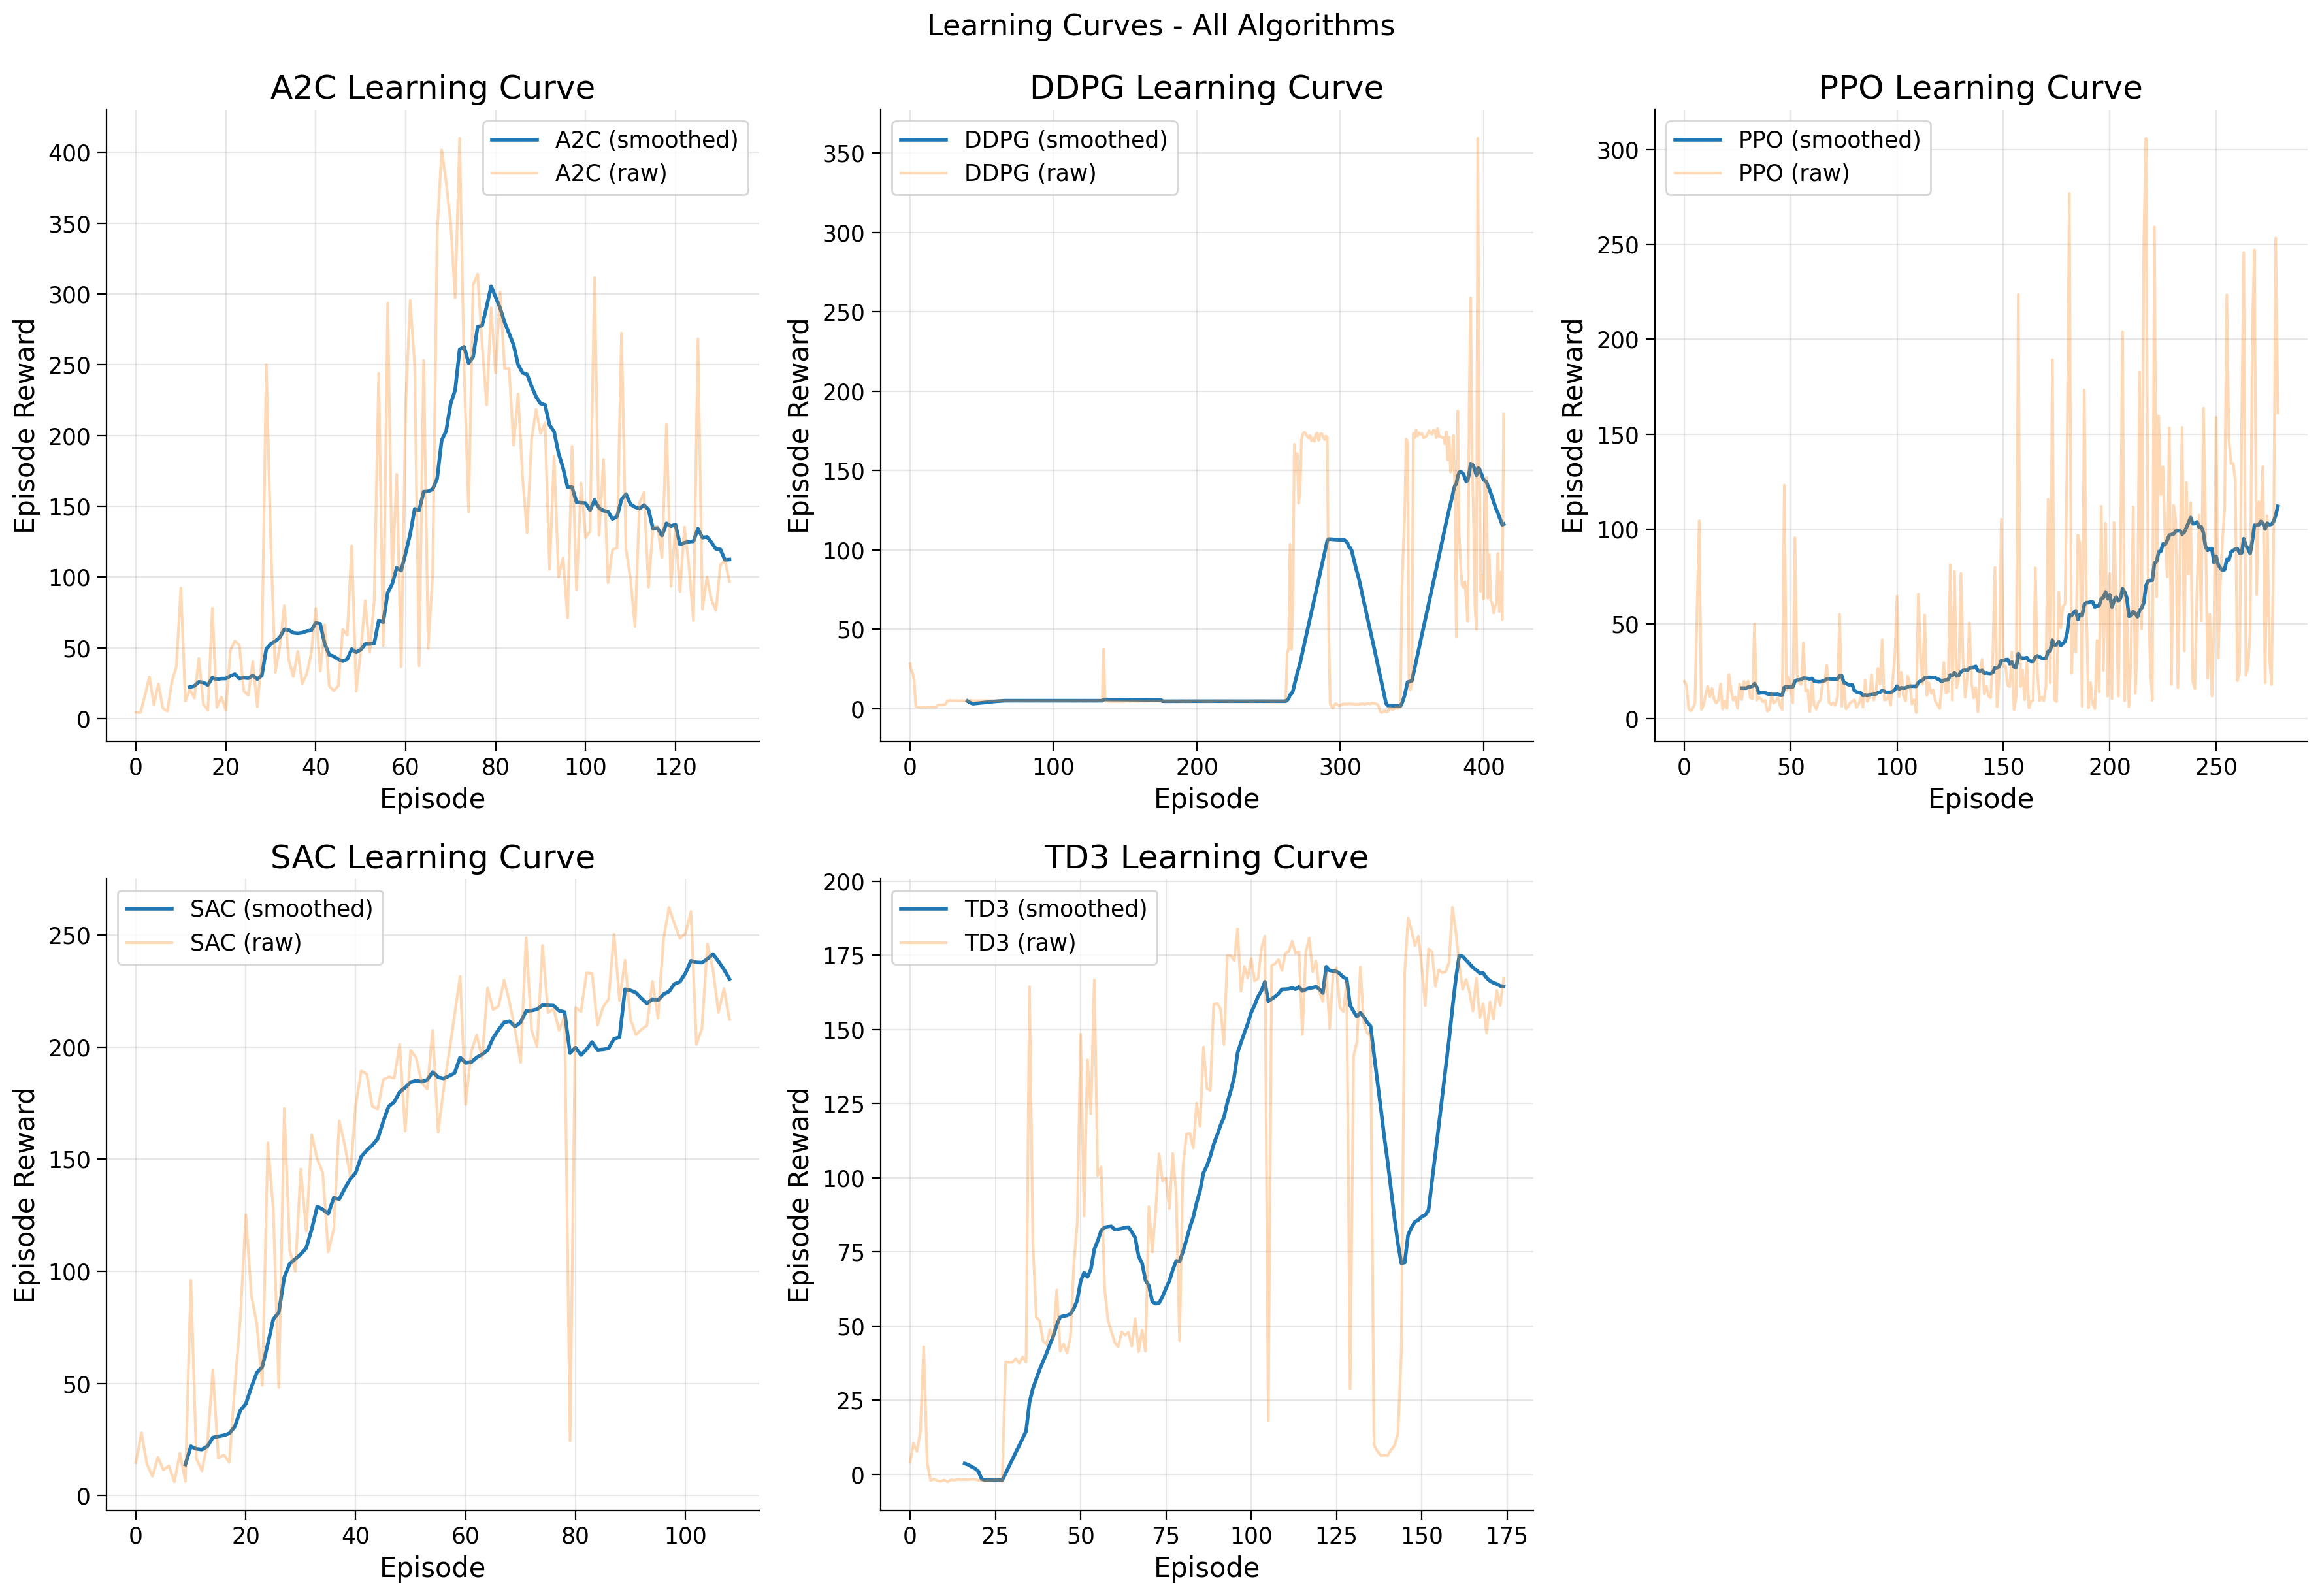 Learning Curves - All Algorithms
A2C Learning Curve
A2C (smoothed)
A2C (raw)
Episode Reward
400
350
300
250
200
150
100
50
0
0 20 40 60 80 100 120
Episode
DDPG Learning Curve
DDPG (smoothed)
DDPG (raw)
Episode Reward
350
300
250
200
150
100
50
0
0 100 200 300 400
Episode
PPO Learning Curve
PPO (smoothed)
PPO (raw)
Episode Reward
300
250
200
150
100
50
0
0 50 100 150 200 250
Episode
SAC Learning Curve
SAC (smoothed)
SAC (raw)
Episode Reward
250
200
150
100
50
0
0 20 40 60 80 100
Episode
TD3 Learning Curve
TD3 (smoothed)
TD3 (raw)
Episode Reward
200
175
150
125
100
75
50
25
0
0 25 50 75 100 125 150 175
Episode